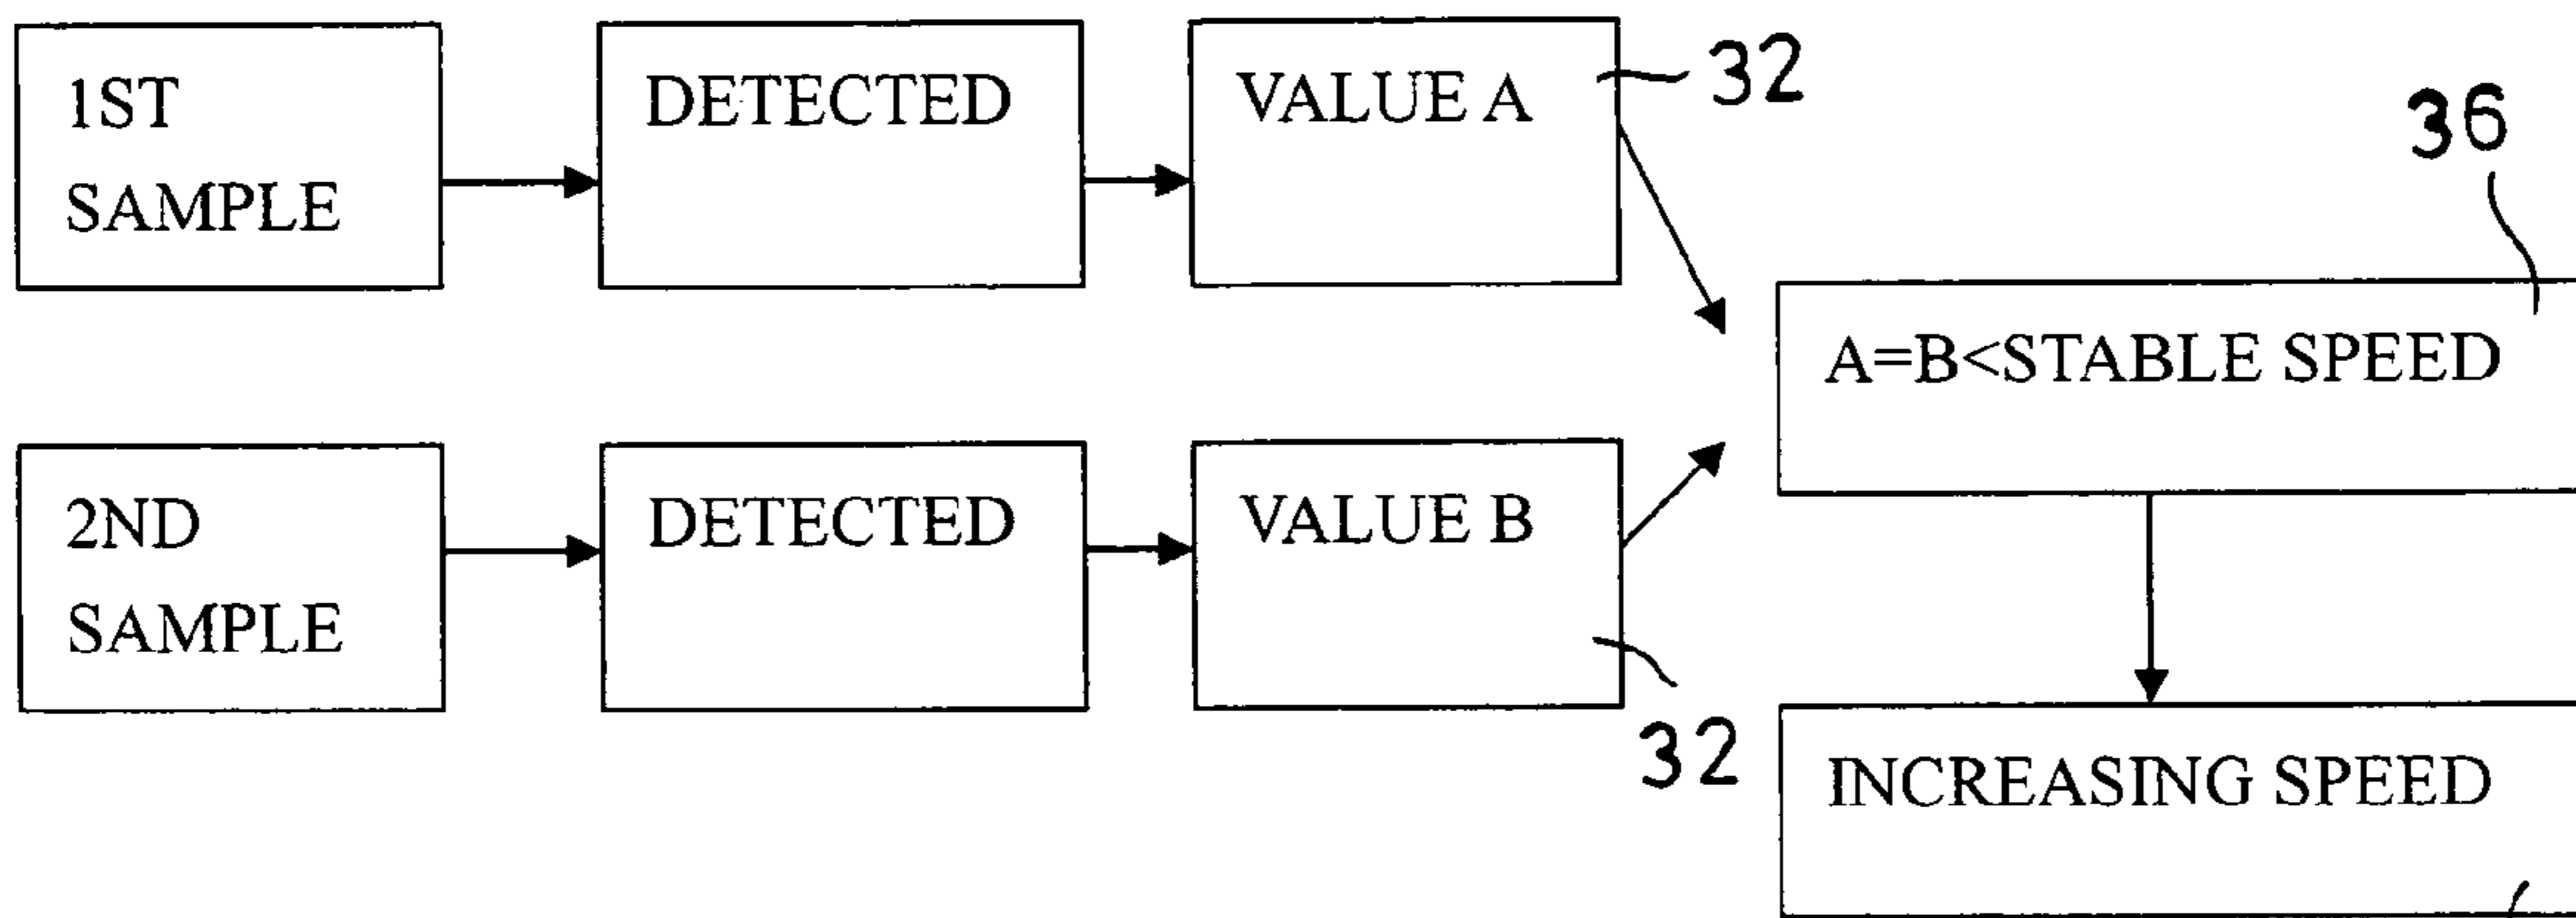 1ST
SAMPLE
DETECTED
VALUE A
32
36
A=B<STABLE SPEED
2ND
SAMPLE
DETECTED
VALUE B
32
INCREASING SPEED